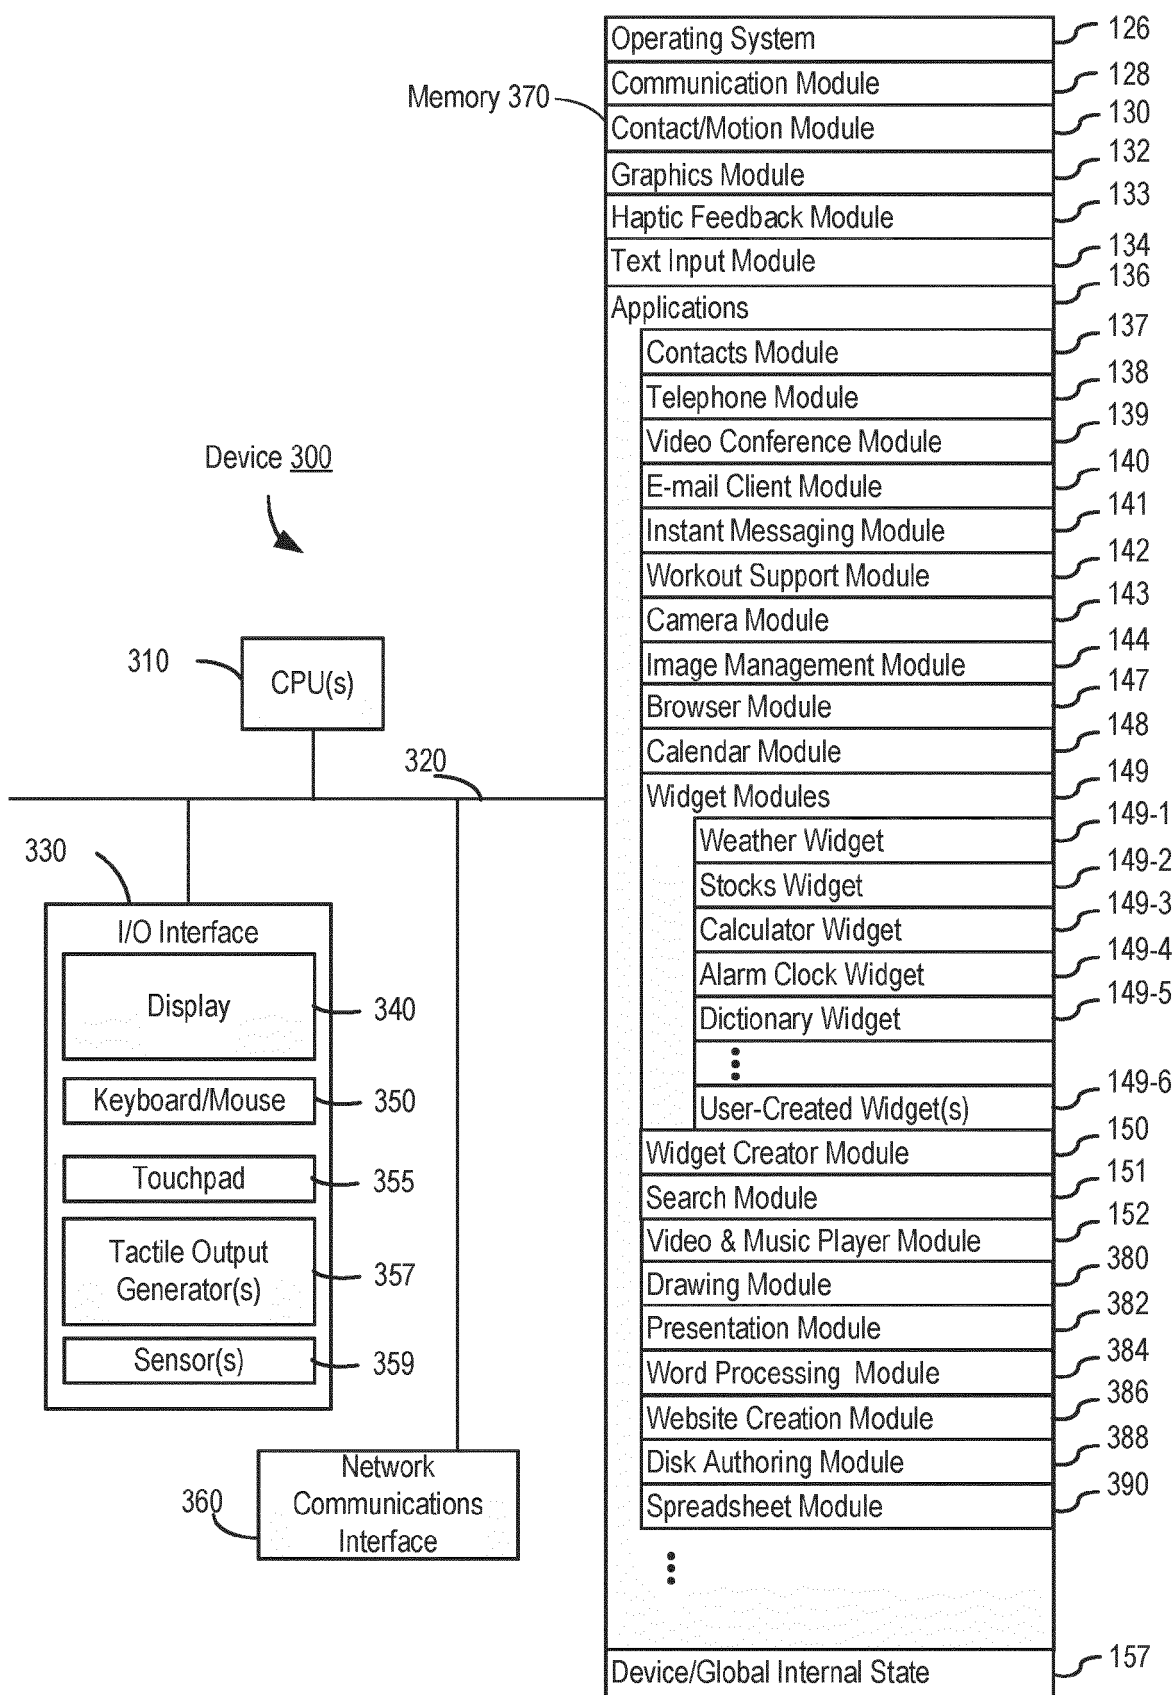 Operating System 126
Communication Module 128
Memory 370
Contact/Motion Module 130
Graphics Module 132
Haptic Feedback Module 133
Text Input Module 134
Applications 136
Contacts Module 137
Telephone Module 138
Video Conference Module 139
E-mail Client Module 140
Instant Messaging Module 141
Workout Support Module 142
Camera Module 143
Image Management Module 144
Browser Module 147
Calendar Module 148
Widget Modules 149
Weather Widget 149-1
Stocks Widget 149-2
Calculator Widget 149-3
Alarm Clock Widget 149-4
Dictionary Widget 149-5
User-Created Widget(s) 149-6
Widget Creator Module 150
Search Module 151
Video & Music Player Module 152
Drawing Module 380
Presentation Module 382
Word Processing Module 384
Website Creation Module 386
Disk Authoring Module 388
Spreadsheet Module 390
Device/Global Internal State 157
Device 300
310
CPU(s)
320
330
I/O Interface
Display 340
Keyboard/Mouse 350
Touchpad 355
Tactile Output
Generator(s) 357
Sensor(s) 359
360
Network
Communications
Interface